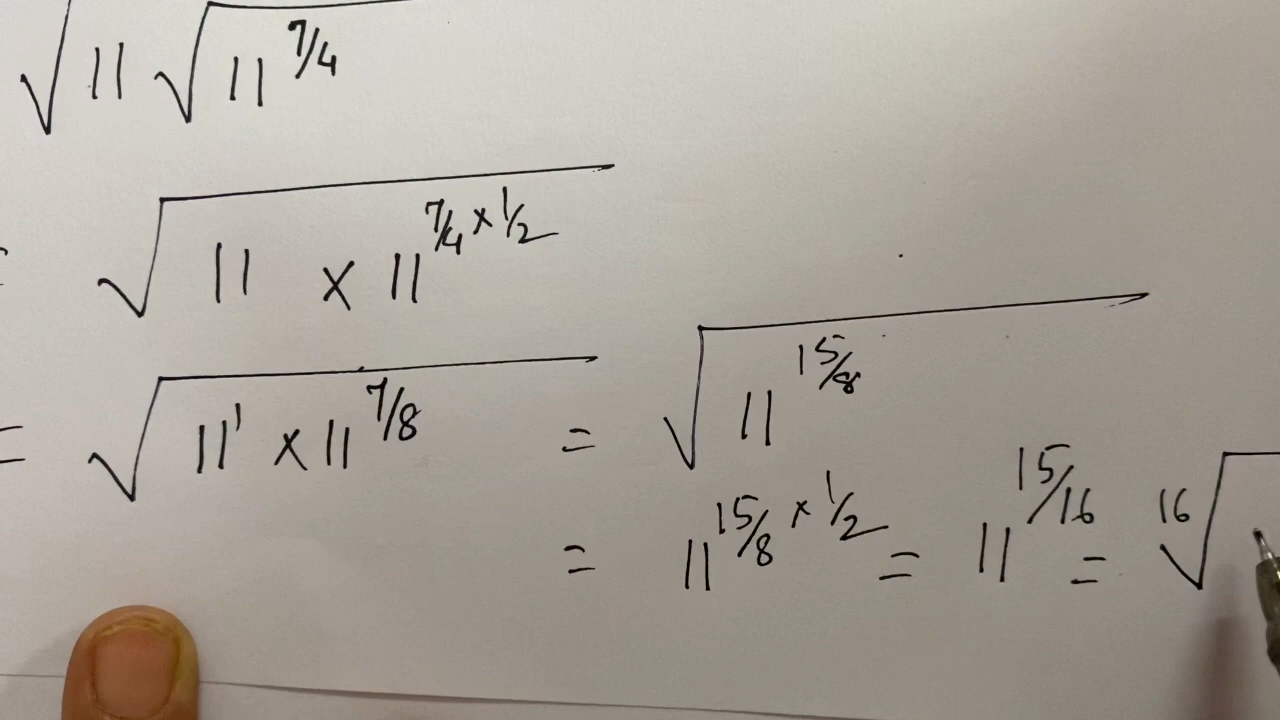 √11 √11^7/4
= √11 × 11^7/4 × 1/2
= √11^1 × 11^7/8 = √11^15/8
= 11^15/8 × 1/2 = 11^15/16 = 16√